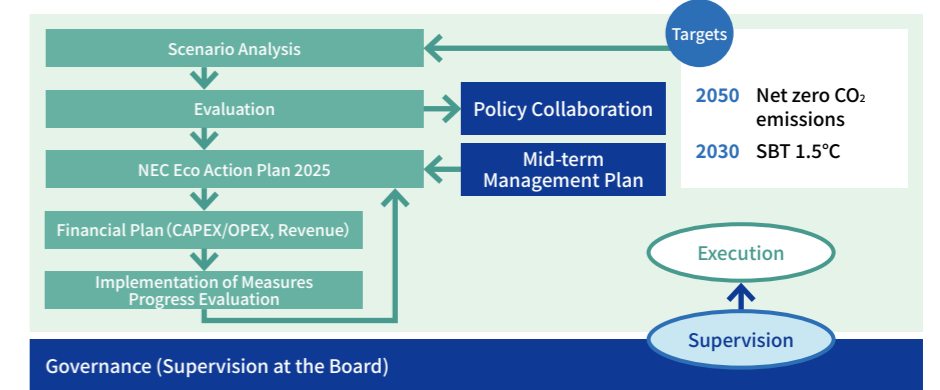 Targets
Scenario Analysis
Evaluation
Policy Collaboration
2050 Net zero CO₂
emissions
2030 SBT 1.5°C
NEC Eco Action Plan 2025
Mid-term
Management Plan
Financial Plan（CAPEX/OPEX, Revenue）
Implementation of Measures
Progress Evaluation
Execution
Supervision
Governance (Supervision at the Board)